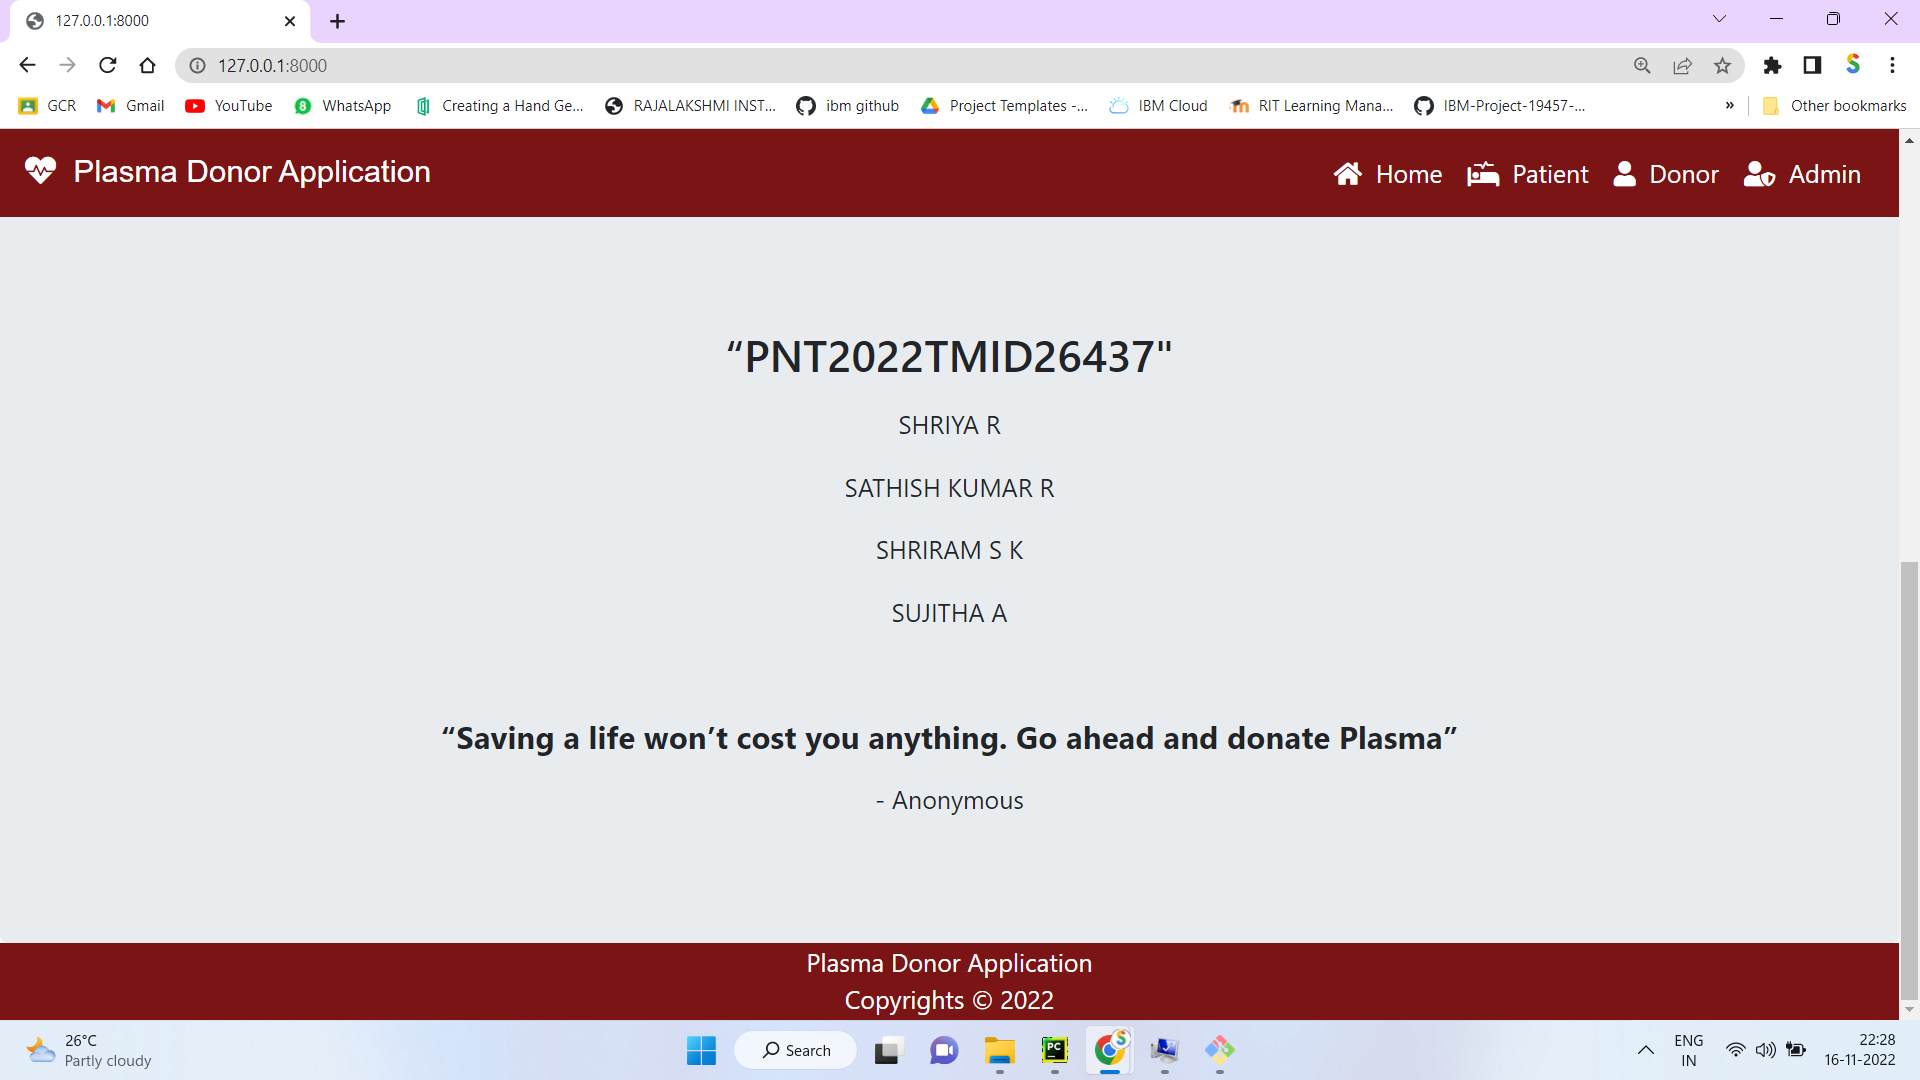 127.0.0.1:8000
127.0.0.1:8000
GCR Gmail YouTube WhatsApp Creating a Hand Ge... RAJALAKSHMI INST... ibm github Project Templates -... IBM Cloud RIT Learning Mana... IBM-Project-19457-... » Other bookmarks
Plasma Donor Application Home Patient Donor Admin
“PNT2022TMID26437"
SHRIYA R
SATHISH KUMAR R
SHRIRAM S K
SUJITHA A
“Saving a life won’t cost you anything. Go ahead and donate Plasma”
- Anonymous
Plasma Donor Application
Copyrights © 2022
26°C
Partly cloudy
Search
PC
ENG
IN
22:28
16-11-2022